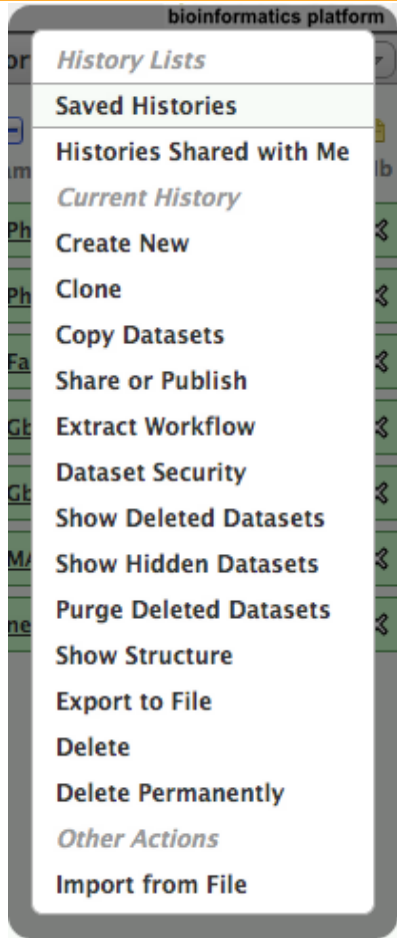 bioinformatics platform
History Lists
Saved Histories
Histories Shared with Me
Current History
Create New
Clone
Copy Datasets
Share or Publish
Extract Workflow
Dataset Security
Show Deleted Datasets
Show Hidden Datasets
Purge Deleted Datasets
Show Structure
Export to File
Delete
Delete Permanently
Other Actions
Import from File